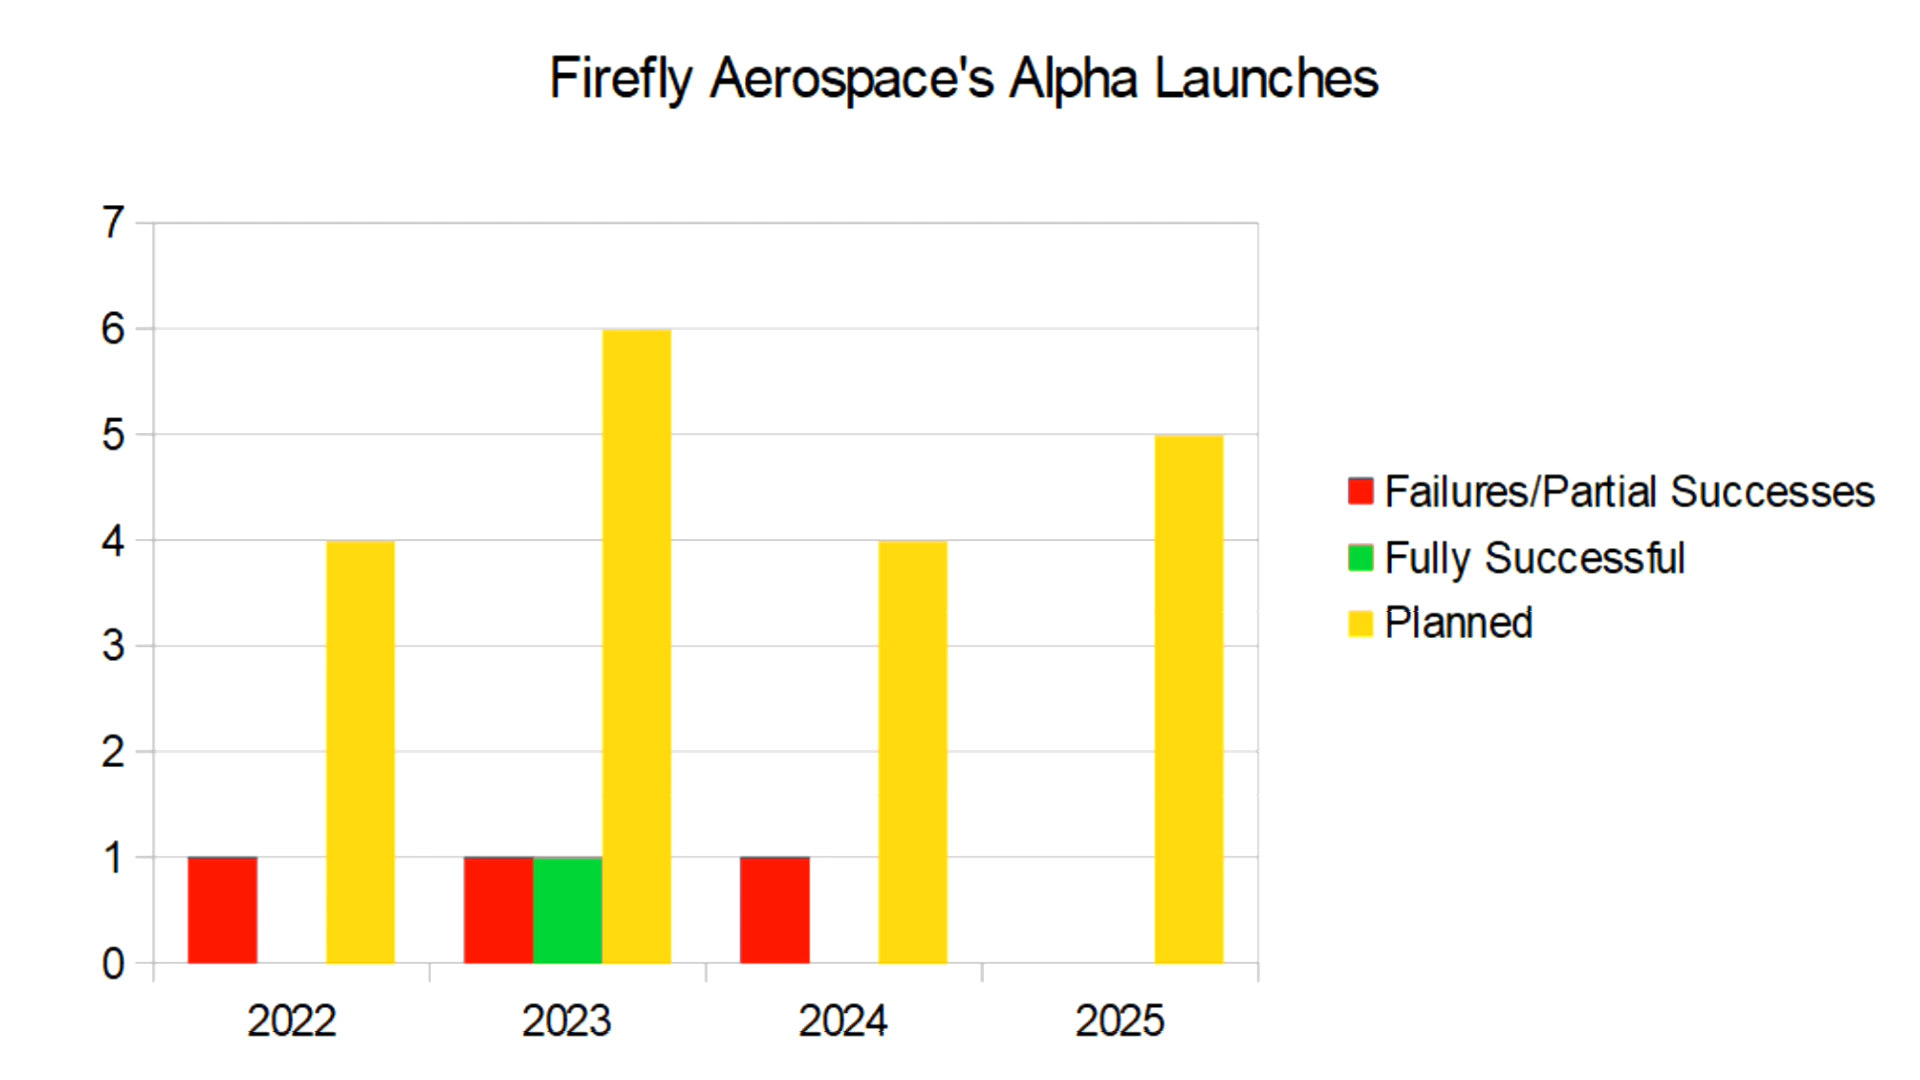 Firefly Aerospace's Alpha Launches
7
6
5
4
3
2
1
0
2022 2023 2024 2025
Failures/Partial Successes
Fully Successful
Planned